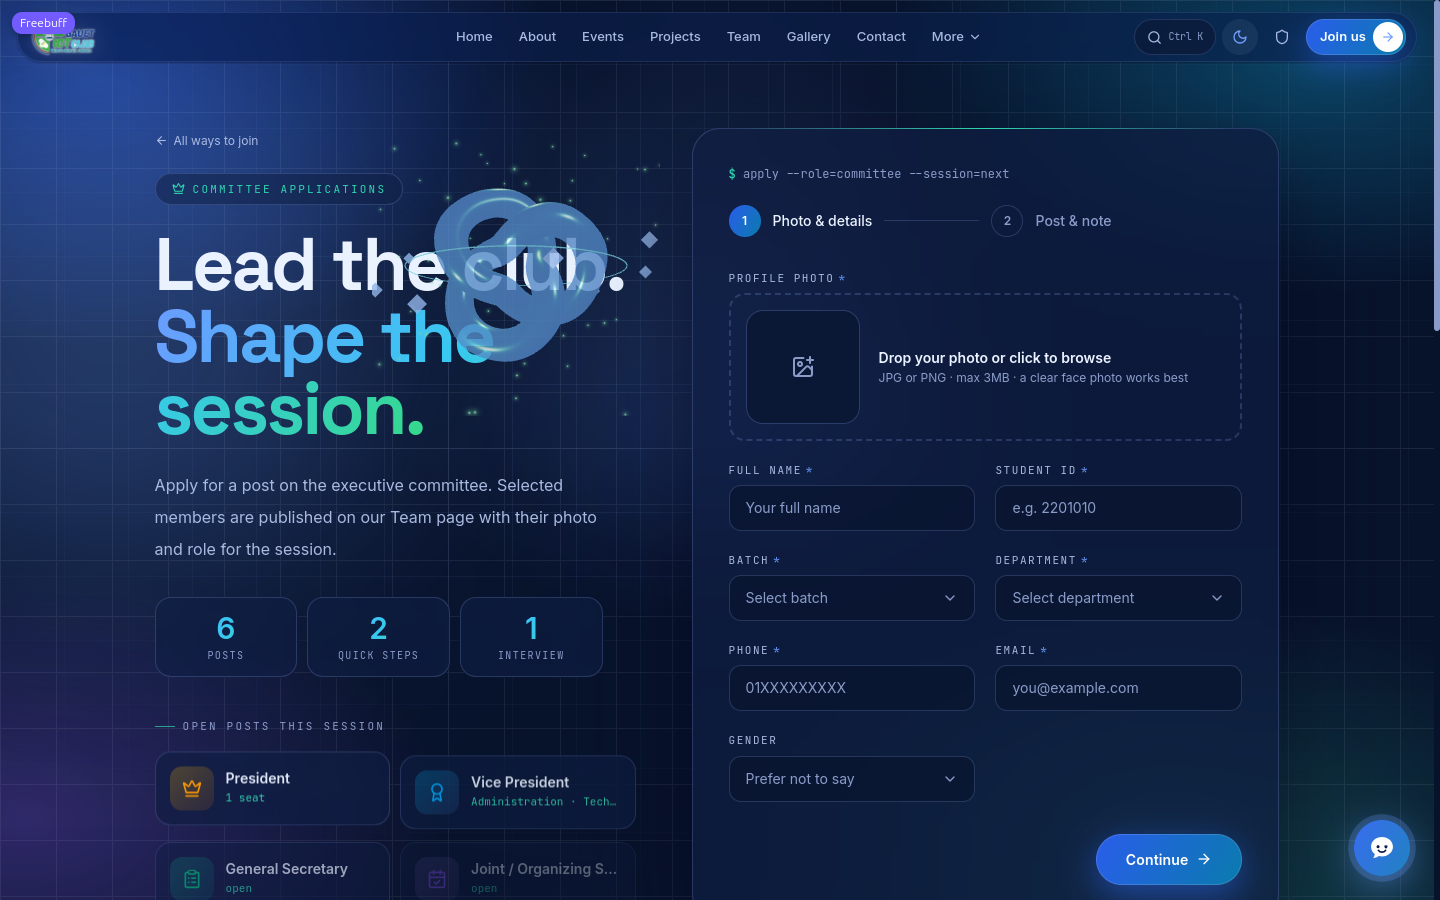 Freebuff
Home
About
Events
Projects
Team
Gallery
Contact
More
Ctrl K
Join us
All ways to join
COMMITTEE APPLICATIONS
Lead the club.
Shape the
session.
Apply for a post on the executive committee. Selected
members are published on our Team page with their photo
and role for the session.
6
POSTS
2
QUICK STEPS
1
INTERVIEW
OPEN POSTS THIS SESSION
President
1 seat
Vice President
Administration · Tech…
General Secretary
open
Joint / Organizing S…
open
$ apply --role=committee --session=next
1 Photo & details
2 Post & note
PROFILE PHOTO *
Drop your photo or click to browse
JPG or PNG · max 3MB · a clear face photo works best
FULL NAME *
Your full name
STUDENT ID *
e.g. 2201010
BATCH *
Select batch
DEPARTMENT *
Select department
PHONE *
01XXXXXXXXX
EMAIL *
you@example.com
GENDER
Prefer not to say
Continue